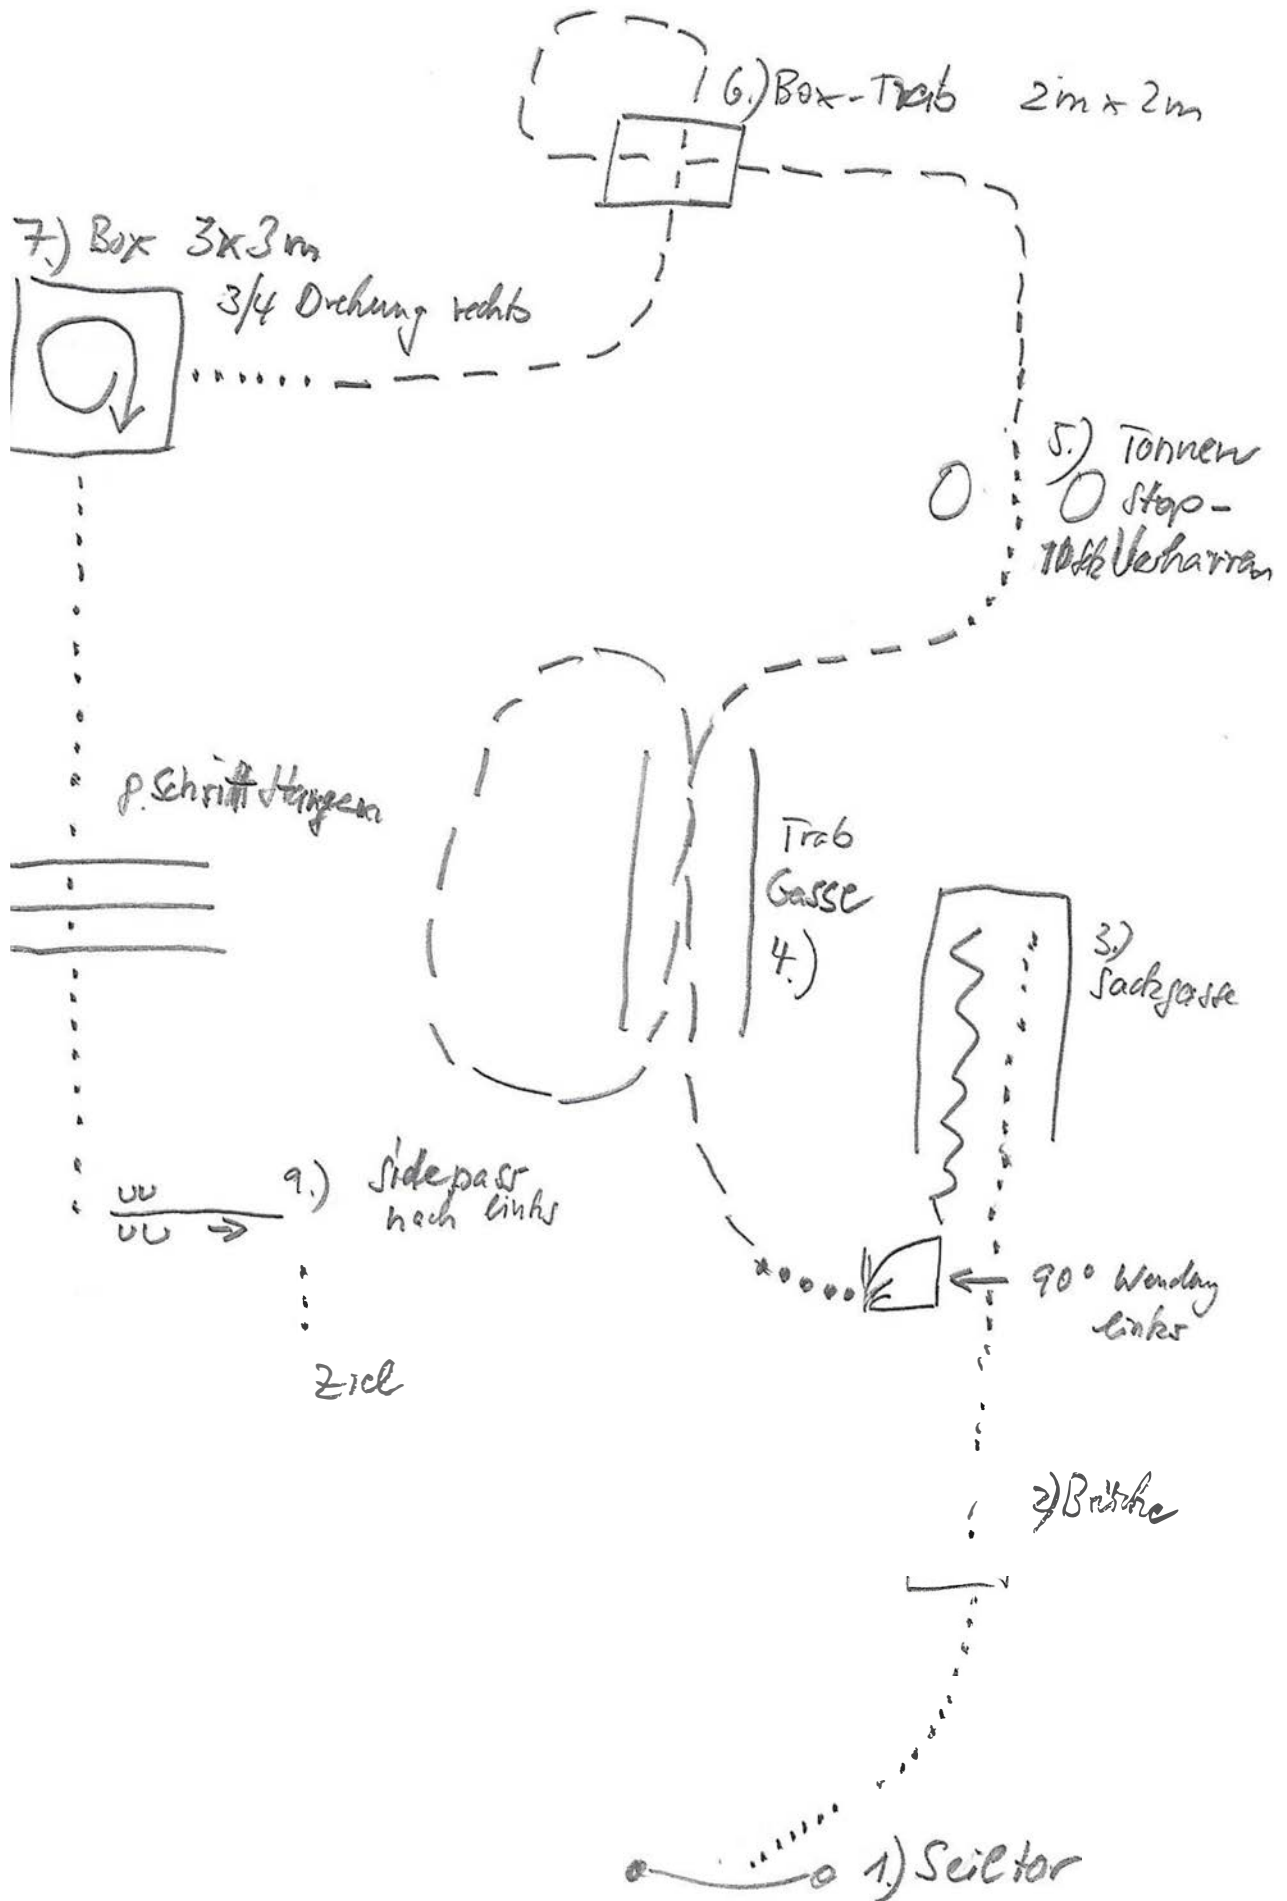 6.) Box-Trab 2m x 2m
7.) Box 3x3m
3/4 Drehung rechts
5.) Tonnen
Stop-
10sk Verharren
8. Schritt Stangen
Trab
Gasse
4.)
3.)
Sackgasse
9.) Sidepass
nach links
90° Wendung
links
Ziel
2) Brücke
1.) Seiltor